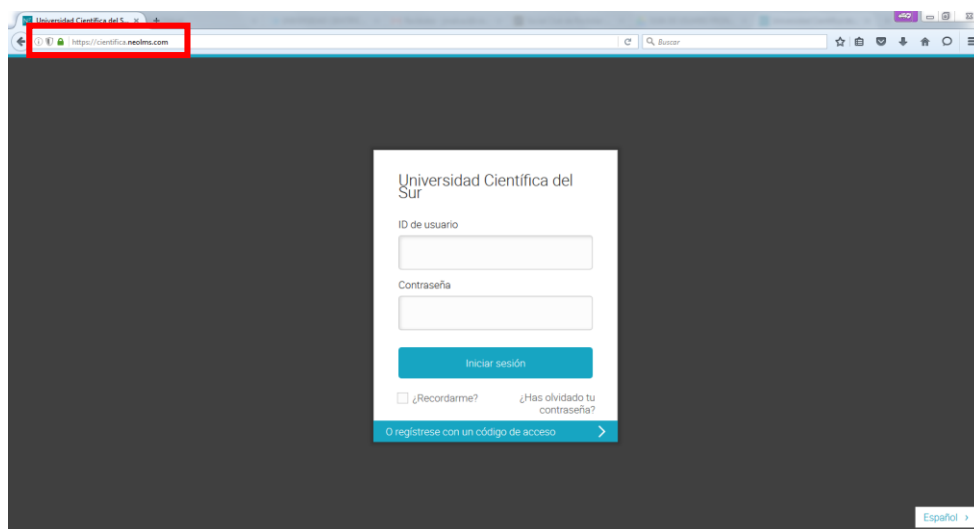 Universidad Científica del S...
https://cientifica.neolms.com
Buscar
Universidad Científica del
Sur
ID de usuario
Contraseña
Iniciar sesión
¿Recordarme?
¿Has olvidado tu
contraseña?
O regístrese con un código de acceso
Español